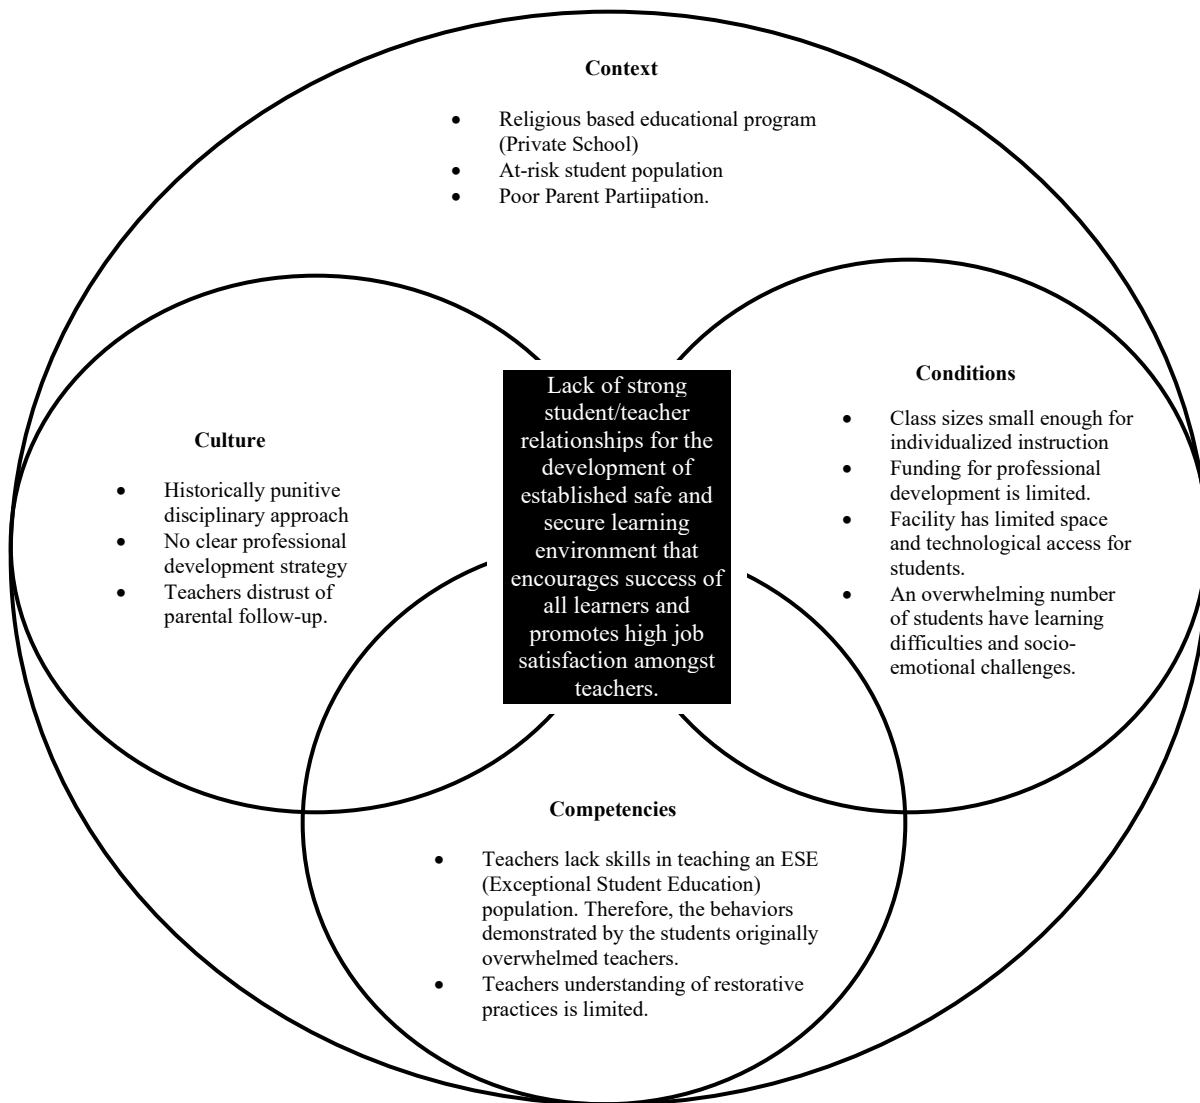 Context
• Religious based educational program
(Private School)
• At-risk student population
• Poor Parent Partiipation.
Culture
• Historically punitive
disciplinary approach
• No clear professional
development strategy
• Teachers distrust of
parental follow-up.
Lack of strong
student/teacher
relationships for the
development of
established safe and
secure learning
environment that
encourages success of
all learners and
promotes high job
satisfaction amongst
teachers.
Conditions
• Class sizes small enough for
individualized instruction
• Funding for professional
development is limited.
• Facility has limited space
and technological access for
students.
• An overwhelming number
of students have learning
difficulties and socio-
emotional challenges.
Competencies
• Teachers lack skills in teaching an ESE
(Exceptional Student Education)
population. Therefore, the behaviors
demonstrated by the students originally
overwhelmed teachers.
• Teachers understanding of restorative
practices is limited.